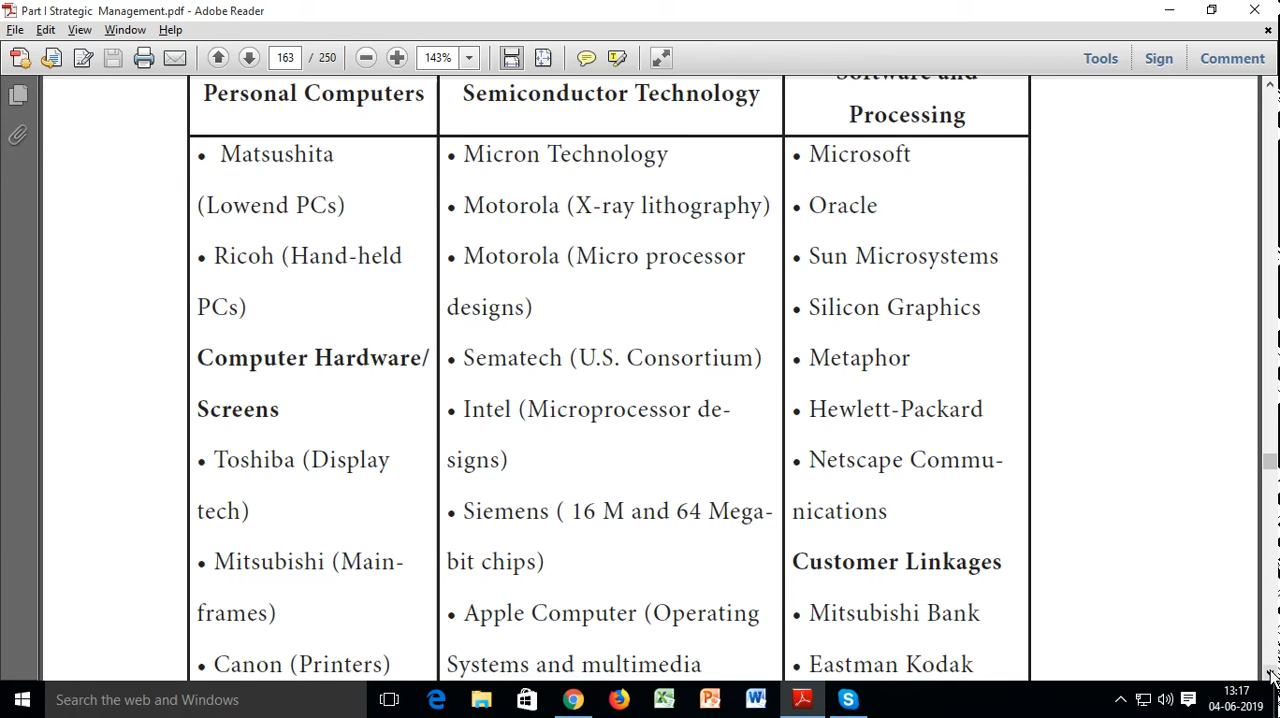 Part I Strategic  Management.pdf - Adobe Reader
File Edit View Window Help
163 / 250 143% Tools Sign Comment
Software and
Personal Computers
Semiconductor Technology
Processing
• Matsushita
(Lowend PCs)
• Ricoh (Hand-held
PCs)
Computer Hardware/
Screens
• Toshiba (Display
tech)
• Mitsubishi (Main-
frames)
• Canon (Printers)
• Micron Technology
• Motorola (X-ray lithography)
• Motorola (Micro processor
designs)
• Sematech (U.S. Consortium)
• Intel (Microprocessor de-
signs)
• Siemens ( 16 M and 64 Mega-
bit chips)
• Apple Computer (Operating
Systems and multimedia
• Microsoft
• Oracle
• Sun Microsystems
• Silicon Graphics
• Metaphor
• Hewlett-Packard
• Netscape Commu-
nications
Customer Linkages
• Mitsubishi Bank
• Eastman Kodak
Search the web and Windows
13:17
04-06-2019